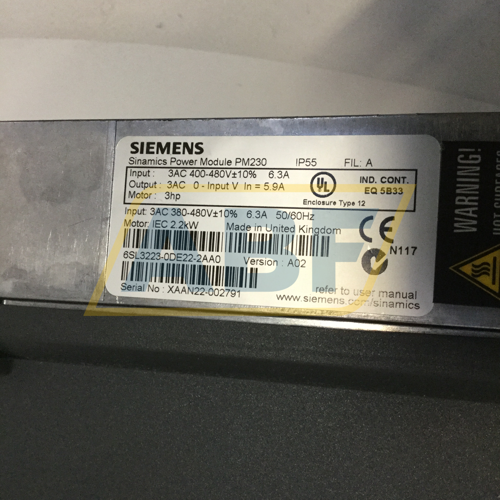 SIEMENS
Sinamics Power Module PM230 IP55 FIL: A
Input : 3AC 400-480V±10% 6.3A
Output : 3AC 0 - Input V In = 5.9A
Motor : 3hp
UL
IND. CONT.
EQ 5B33
Enclosure Type 12
Input: 3AC 380-480V±10% 6.3A 50/60Hz
Motor: IEC 2.2kW Made in United Kingdom
6SL3223-0DE22-2AA0 Version : A02
CE
N117
Serial No : XAAN22-002791
refer to user manual
www.siemens.com/sinamics
WARNING!
ASF